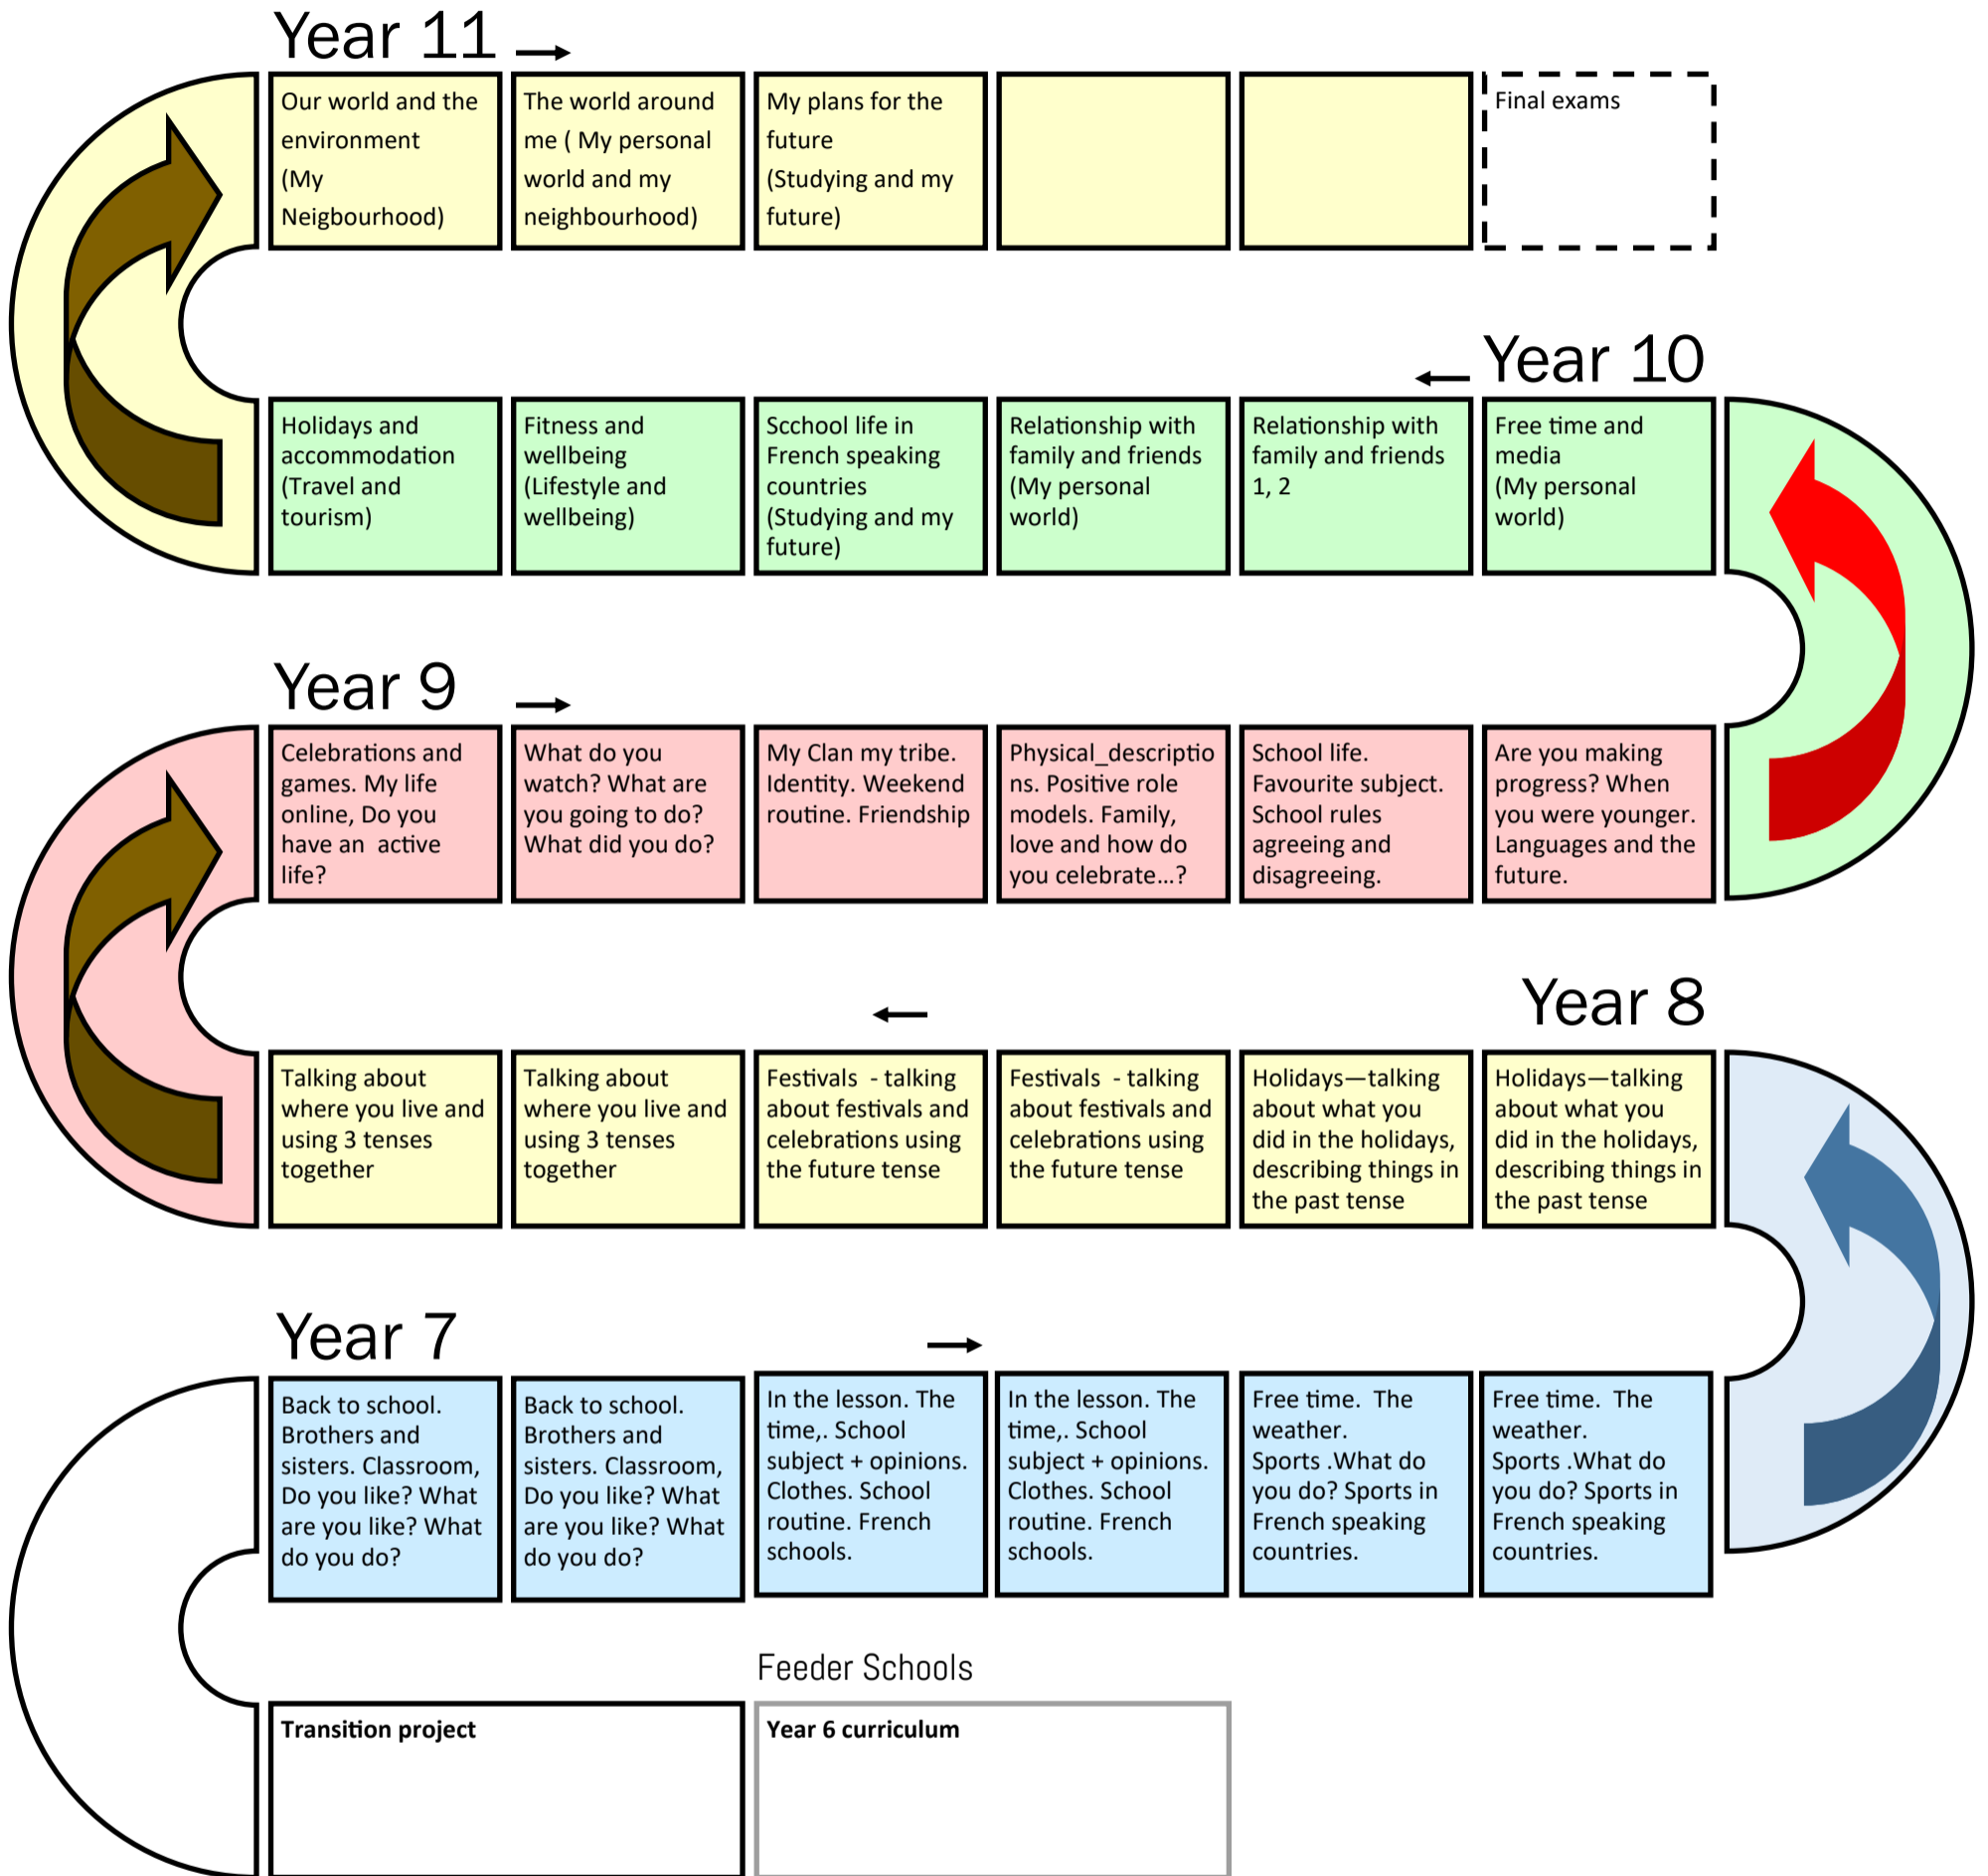 Year 11
Our world and the
environment
(My
Neigbourhood)
The world around
me ( My personal
world and my
neighbourhood)
My plans for the
future
(Studying and my
future)
Final exams
Year 10
Holidays and
accommodation
(Travel and
tourism)
Fitness and
wellbeing
(Lifestyle and
wellbeing)
Scchool life in
French speaking
countries
(Studying and my
future)
Relationship with
family and friends
(My personal
world)
Relationship with
family and friends
1, 2
Free time and
media
(My personal
world)
Year 9
Celebrations and
games. My life
online, Do you
have an  active
life?
What do you
watch? What are
you going to do?
What did you do?
My Clan my tribe.
Identity. Weekend
routine. Friendship
Physical_descriptio
ns. Positive role
models. Family,
love and how do
you celebrate...?
School life.
Favourite subject.
School rules
agreeing and
disagreeing.
Are you making
progress? When
you were younger.
Languages and the
future.
Year 8
Talking about
where you live and
using 3 tenses
together
Talking about
where you live and
using 3 tenses
together
Festivals  - talking
about festivals and
celebrations using
the future tense
Festivals  - talking
about festivals and
celebrations using
the future tense
Holidays—talking
about what you
did in the holidays,
describing things in
the past tense
Holidays—talking
about what you
did in the holidays,
describing things in
the past tense
Year 7
Back to school.
Brothers and
sisters. Classroom,
Do you like? What
are you like? What
do you do?
Back to school.
Brothers and
sisters. Classroom,
Do you like? What
are you like? What
do you do?
In the lesson. The
time,. School
subject + opinions.
Clothes. School
routine. French
schools.
In the lesson. The
time,. School
subject + opinions.
Clothes. School
routine. French
schools.
Free time.  The
weather.
Sports .What do
you do? Sports in
French speaking
countries.
Free time.  The
weather.
Sports .What do
you do? Sports in
French speaking
countries.
Feeder Schools
Transition project
Year 6 curriculum